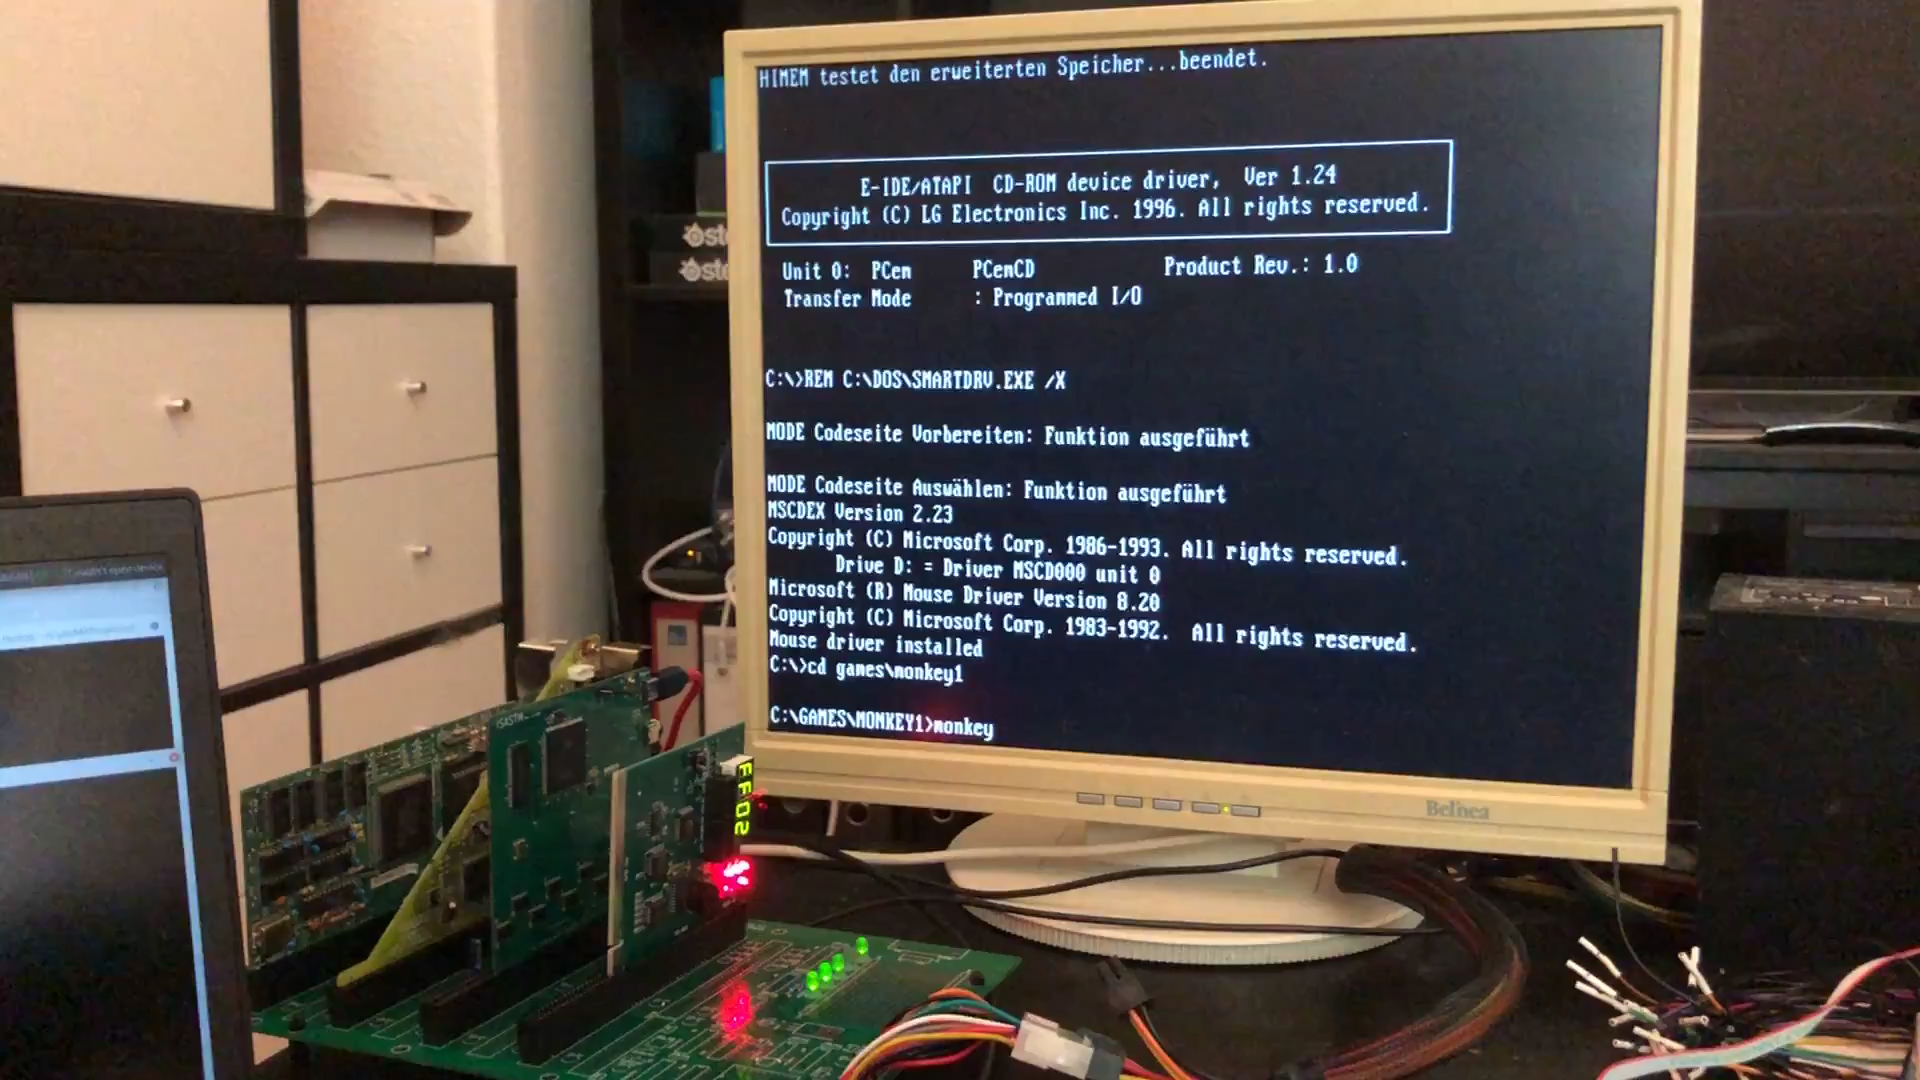 HIMEM testet den erweiterten Speicher...beendet.
E-IDE/ATAPI CD-ROM device driver, Ver 1.24
Copyright (C) LG Electronics Inc. 1996. All rights reserved.
Unit 0: PCem PCemCD Product Rev.: 1.0
Transfer Mode : Programmed I/O
C:\>REM C:\DOS\SMARTDRV.EXE /X
MODE Codeseite Vorbereiten: Funktion ausgeführt
MODE Codeseite Auswählen: Funktion ausgeführt
MSCDEX Version 2.23
Copyright (C) Microsoft Corp. 1986-1993. All rights reserved.
Drive D: = Driver MSCD000 unit 0
Microsoft (R) Mouse Driver Version 8.20
Copyright (C) Microsoft Corp. 1983-1992. All rights reserved.
Mouse driver installed
C:\>cd games\monkey1
C:\GAMES\MONKEY1>monkey
Belinea
FF02